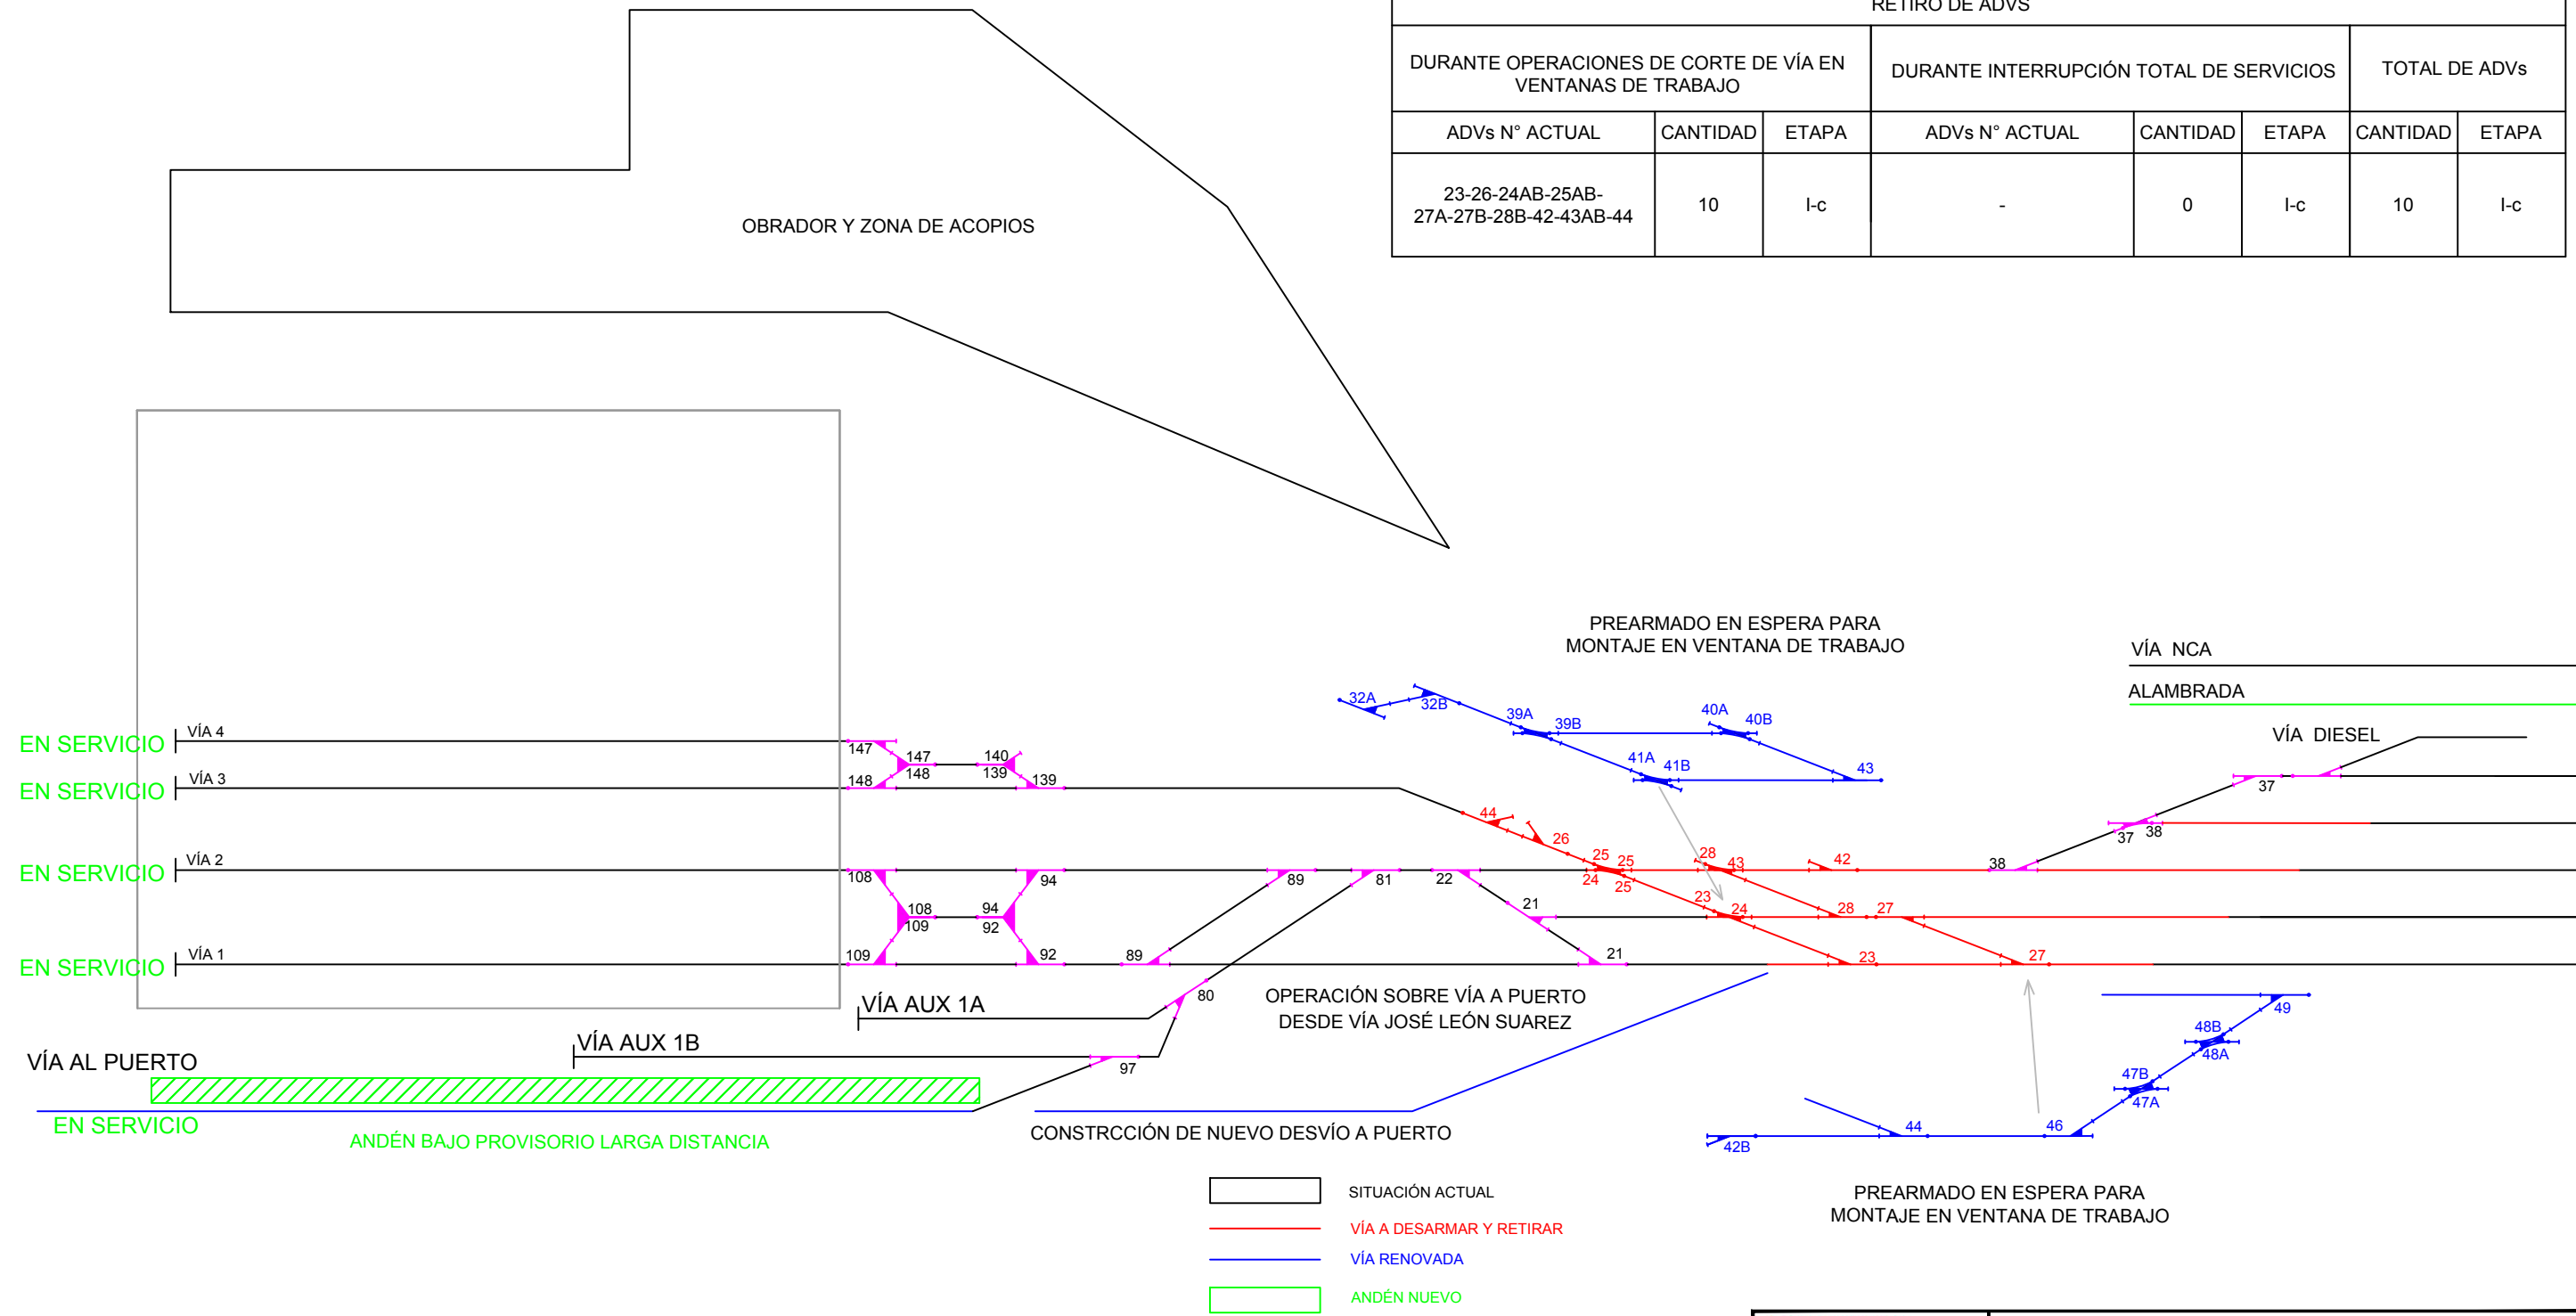 RETIRO DE ADVS
DURANTE OPERACIONES DE CORTE DE VÍA EN
VENTANAS DE TRABAJO
DURANTE INTERRUPCIÓN TOTAL DE SERVICIOS
TOTAL DE ADVs
ADVs N° ACTUAL
CANTIDAD
ETAPA
ADVs N° ACTUAL
CANTIDAD
ETAPA
CANTIDAD
ETAPA
23-26-24AB-25AB-
27A-27B-28B-42-43AB-44
10
I-c
-
0
I-c
10
I-c
OBRADOR Y ZONA DE ACOPIOS
PREARMADO EN ESPERA PARA
MONTAJE EN VENTANA DE TRABAJO
VÍA NCA
ALAMBRADA
VÍA DIESEL
32A
32B
39A
39B
40A
40B
41A
41B
43
EN SERVICIO
VÍA 4
147
147
148
140
139
EN SERVICIO
VÍA 3
148
139
37
37
38
44
26
25
25
24
25
28
43
42
38
EN SERVICIO
VÍA 2
108
94
89
81
22
108
109
94
92
21
23
24
28
27
EN SERVICIO
VÍA 1
109
92
89
21
23
27
80
VÍA AUX 1A
OPERACIÓN SOBRE VÍA A PUERTO
DESDE VÍA JOSÉ LEÓN SUAREZ
49
48B
48A
47B
47A
VÍA AUX 1B
VÍA AL PUERTO
97
EN SERVICIO
ANDÉN BAJO PROVISORIO LARGA DISTANCIA
CONSTRCCIÓN DE NUEVO DESVÍO A PUERTO
42B
44
46
PREARMADO EN ESPERA PARA
MONTAJE EN VENTANA DE TRABAJO
SITUACIÓN ACTUAL
VÍA A DESARMAR Y RETIRAR
VÍA RENOVADA
ANDÉN NUEVO